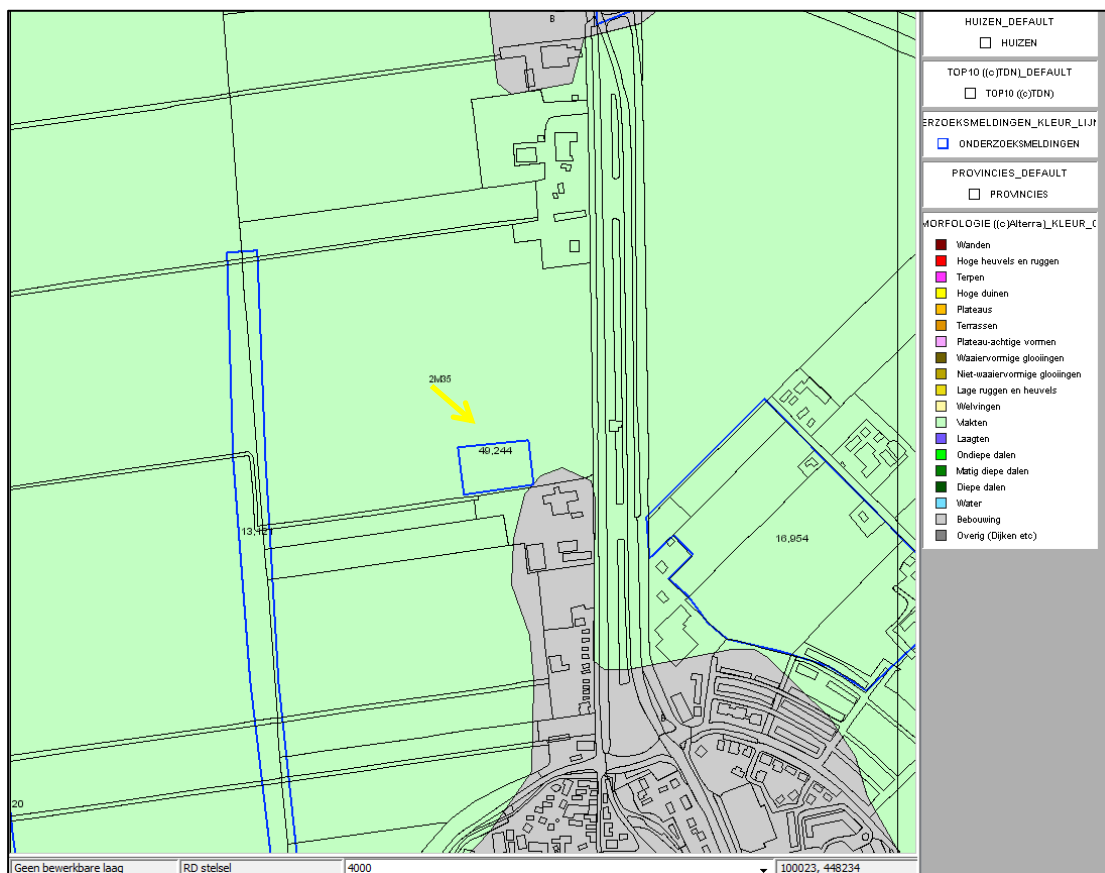 B
2M35
49,244
13,121
16,954
B
20
HUIZEN_DEFAULT
HUIZEN
TOP10 ((c)TDN)_DEFAULT
TOP10 ((c)TDN)
ERZOEKSMELDINGEN_KLEUR_LIJN
ONDERZOEKSMELDINGEN
PROVINCIES_DEFAULT
PROVINCIES
MORFOLOGIE ((c)Alterra)_KLEUR_
Wanden
Hoge heuvels en ruggen
Terpen
Hoge duinen
Plateaus
Terrassen
Plateau-achtige vormen
Waaiervormige glooiingen
Niet-waaiervormige glooiingen
Lage ruggen en heuvels
Welvingen
Vlakten
Laagten
Ondiepe dalen
Matig diepe dalen
Diepe dalen
Water
Bebouwing
Overig (Dijken etc)
Geen bewerkbare laag RD stelsel 4000 100023, 448234